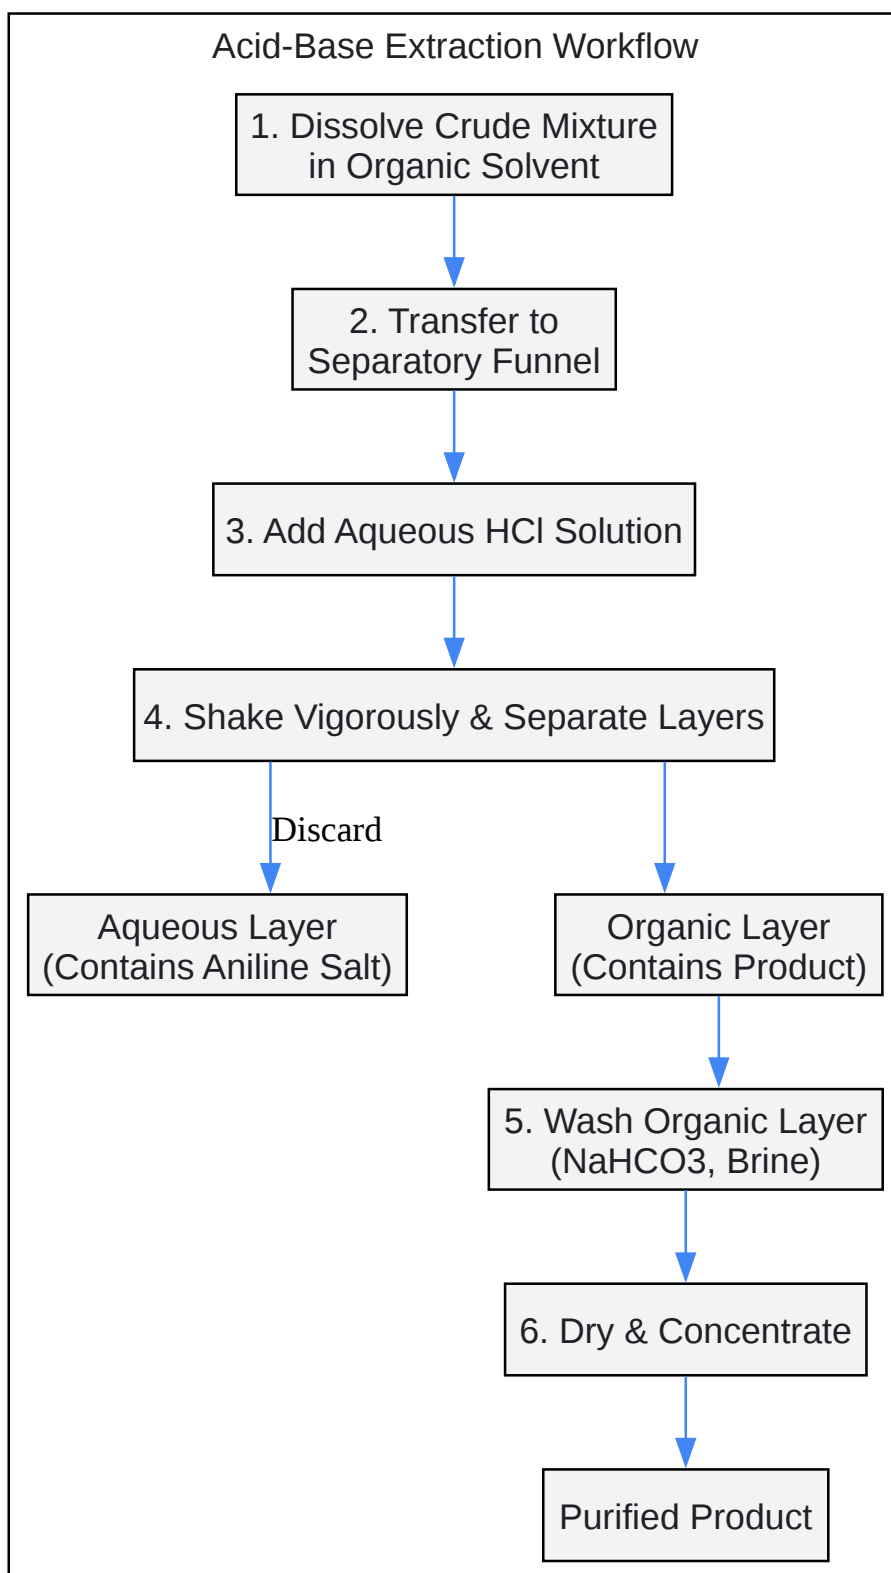 Acid-Base Extraction Workflow
1. Dissolve Crude Mixture
in Organic Solvent
2. Transfer to
Separatory Funnel
3. Add Aqueous HCl Solution
4. Shake Vigorously & Separate Layers
Discard
Aqueous Layer
(Contains Aniline Salt)
Organic Layer
(Contains Product)
5. Wash Organic Layer
(NaHCO3, Brine)
6. Dry & Concentrate
Purified Product